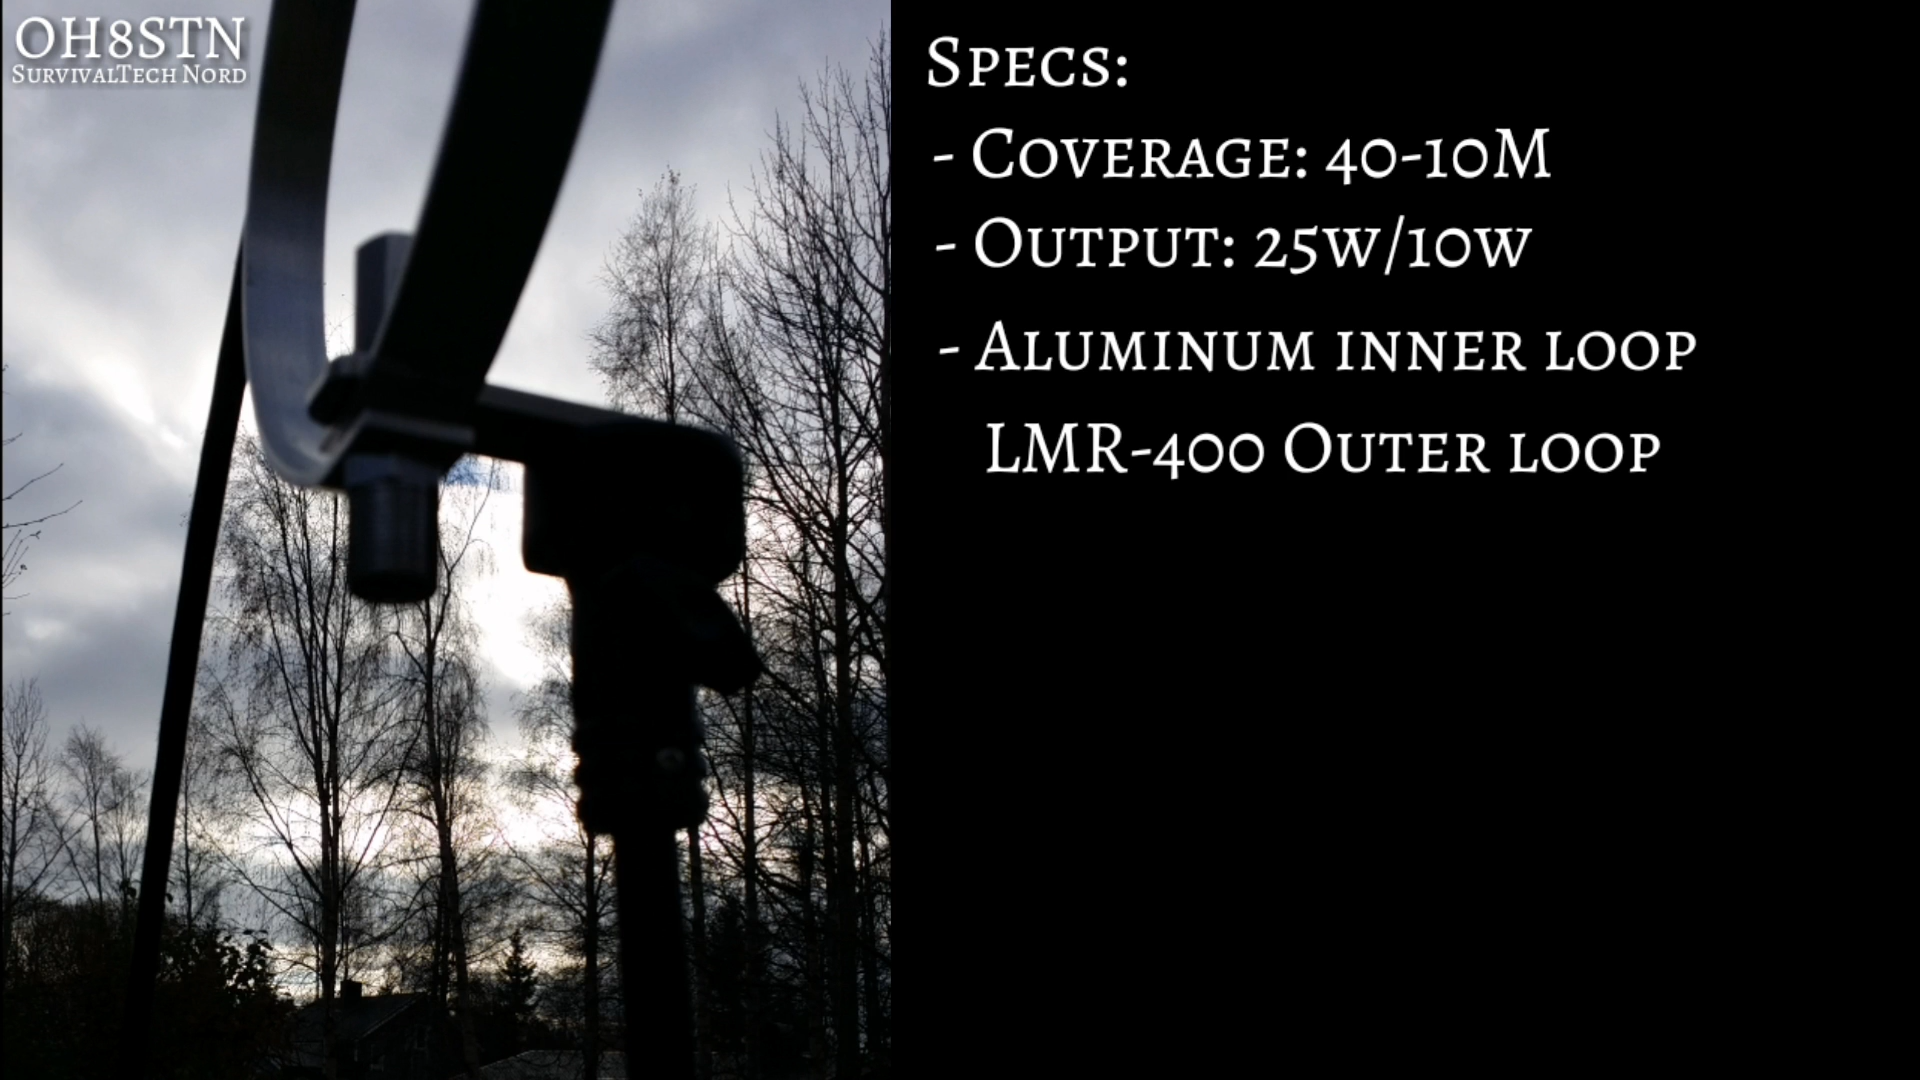 OH8STN
SurvivalTech Nord
Specs:
- Coverage: 40-10M
- Output: 25w/10w
- Aluminum inner loop
LMR-400 Outer loop